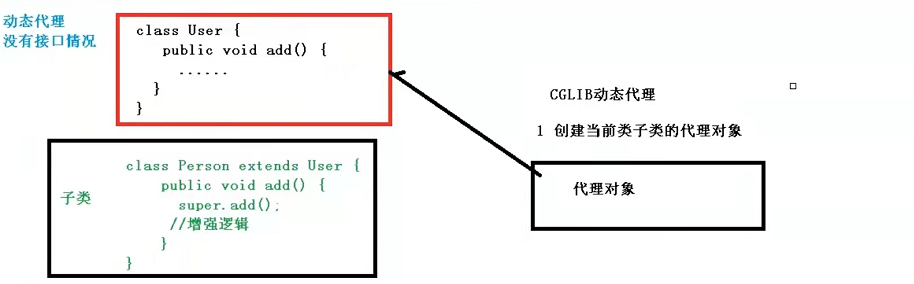 动态代理
没有接口情况
class User {
public void add() {
......
}
}
CGLIB动态代理
1 创建当前类子类的代理对象
代理对象
子类
class Person extends User {
public void add() {
super.add();
//增强逻辑
}
}